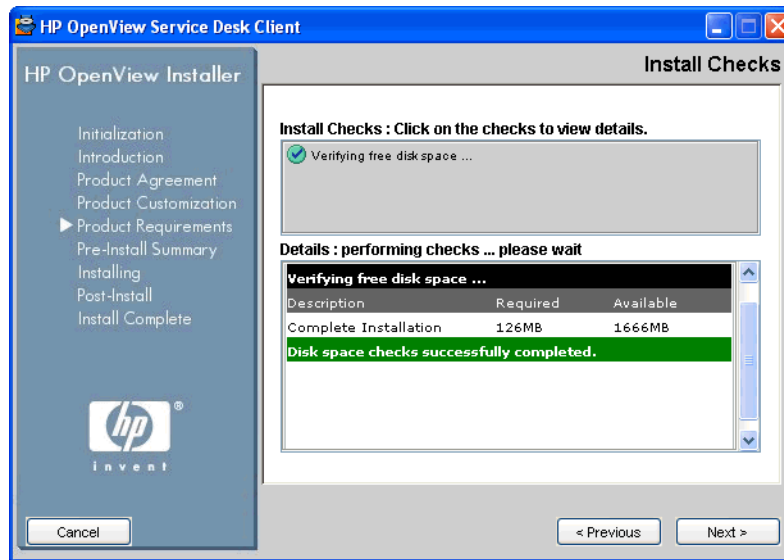 HP OpenView Service Desk Client
HP OpenView Installer
Install Checks
Initialization
Introduction
Product Agreement
Product Customization
Product Requirements
Pre-Install Summary
Installing
Post-Install
Install Complete
hp
®
invent
Install Checks : Click on the checks to view details.
Verifying free disk space ...
Details : performing checks ... please wait
Verifying free disk space ...
Description Required Available
Complete Installation 126MB 1666MB
Disk space checks successfully completed.
Cancel
< Previous
Next >